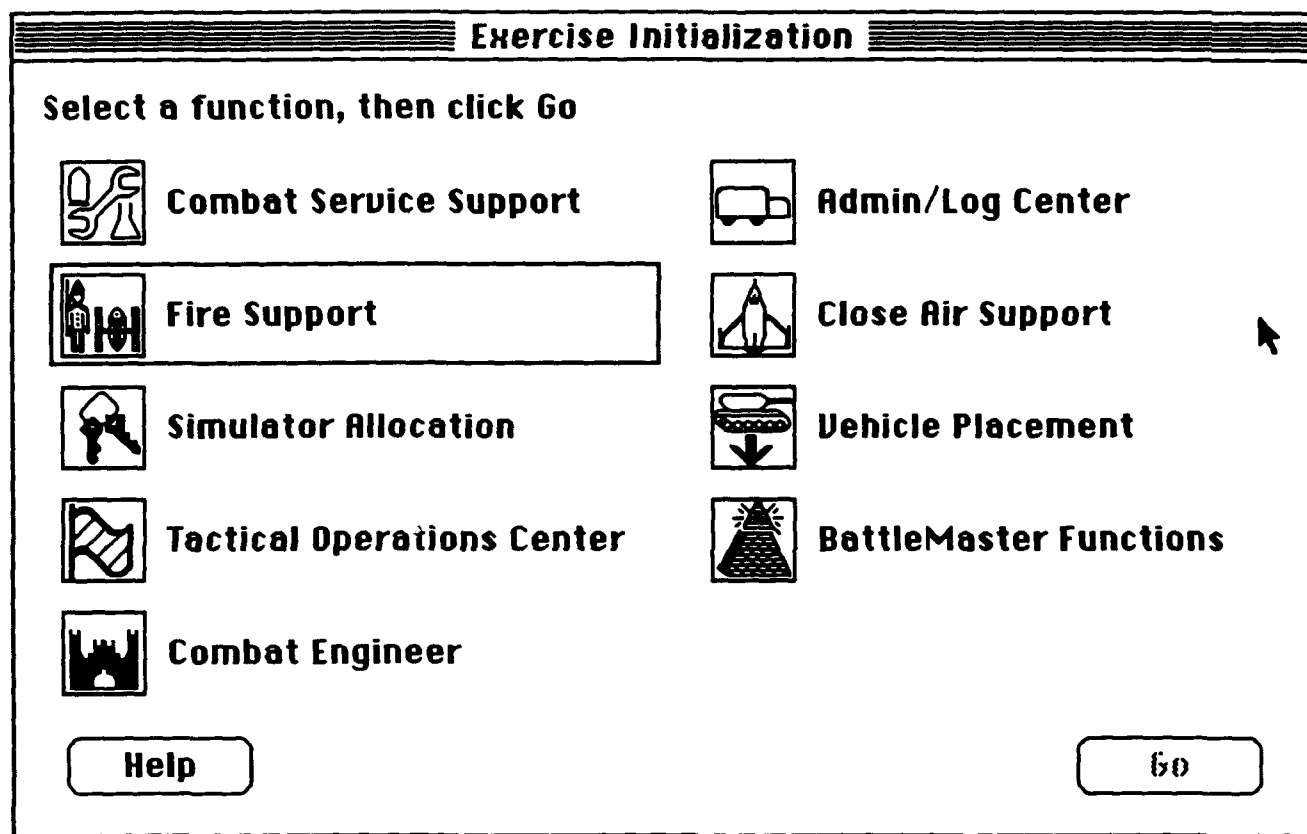 Exercise Initialization
Select a function, then click Go
Combat Service Support
Admin/Log Center
Fire Support
Close Air Support
Simulator Allocation
Vehicle Placement
Tactical Operations Center
BattleMaster Functions
Combat Engineer
Help
Go